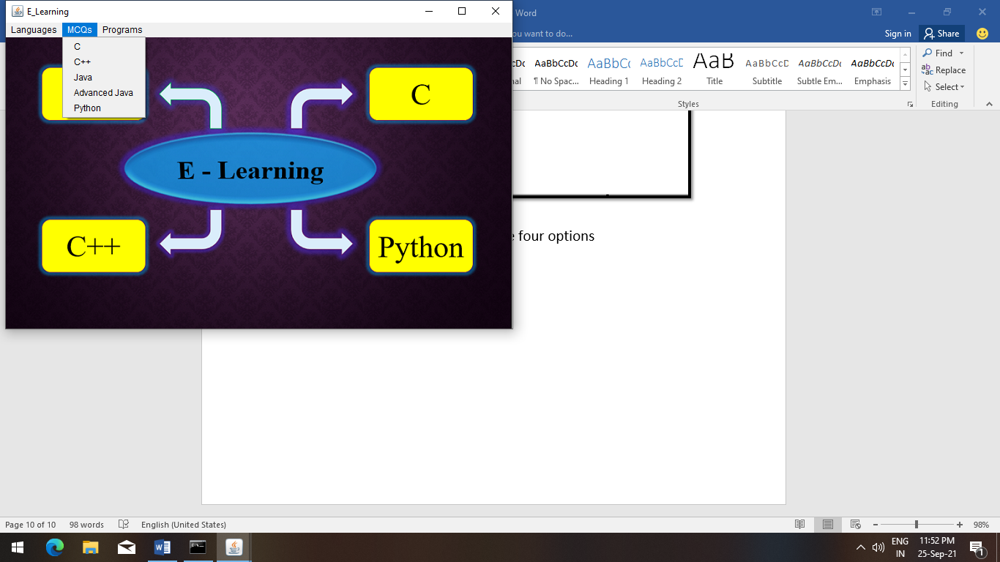 E_Learning
Languages MCQs Programs
C
C++
Java
Advanced Java
Python
C
E - Learning
C++
Python
Word
you want to do...
Sign in
Share
AaBbCcDc AaBbCcDc AaBbCc AaBbCcD AaB AaBbCcD AaBbCcDc AaBbCcDc
¶ No Spac... Heading 1 Heading 2 Title Subtitle Subtle Em... Emphasis
Styles
Find
Replace
Select
Editing
four options
Page 10 of 10 98 words English (United States) 98%
ENG 11:52 PM
IN 25-Sep-21
1